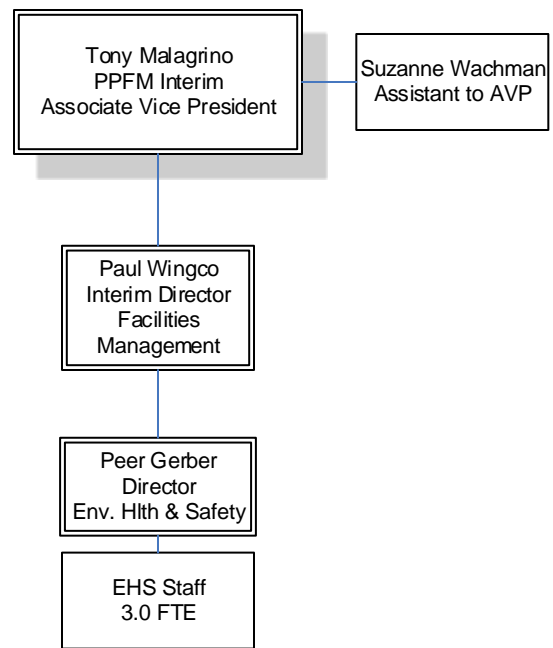 Tony Malagrino
PPFM Interim
Associate Vice President
Suzanne Wachman
Assistant to AVP
Paul Wingco
Interim Director
Facilities
Management
Peer Gerber
Director
Env. Hlth & Safety
EHS Staff
3.0 FTE